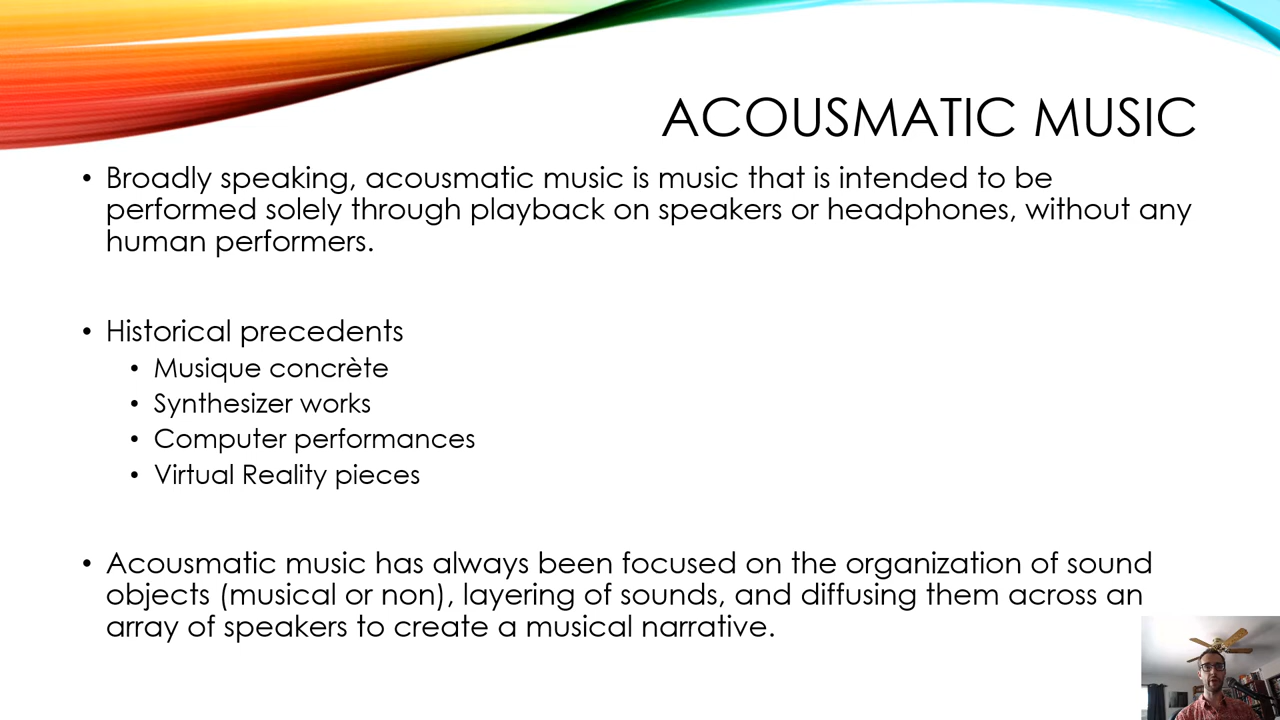 ACOUSMATIC MUSIC
• Broadly speaking, acousmatic music is music that is intended to be
performed solely through playback on speakers or headphones, without any
human performers.
• Historical precedents
• Musique concrète
• Synthesizer works
• Computer performances
• Virtual Reality pieces
• Acousmatic music has always been focused on the organization of sound
objects (musical or non), layering of sounds, and diffusing them across an
array of speakers to create a musical narrative.